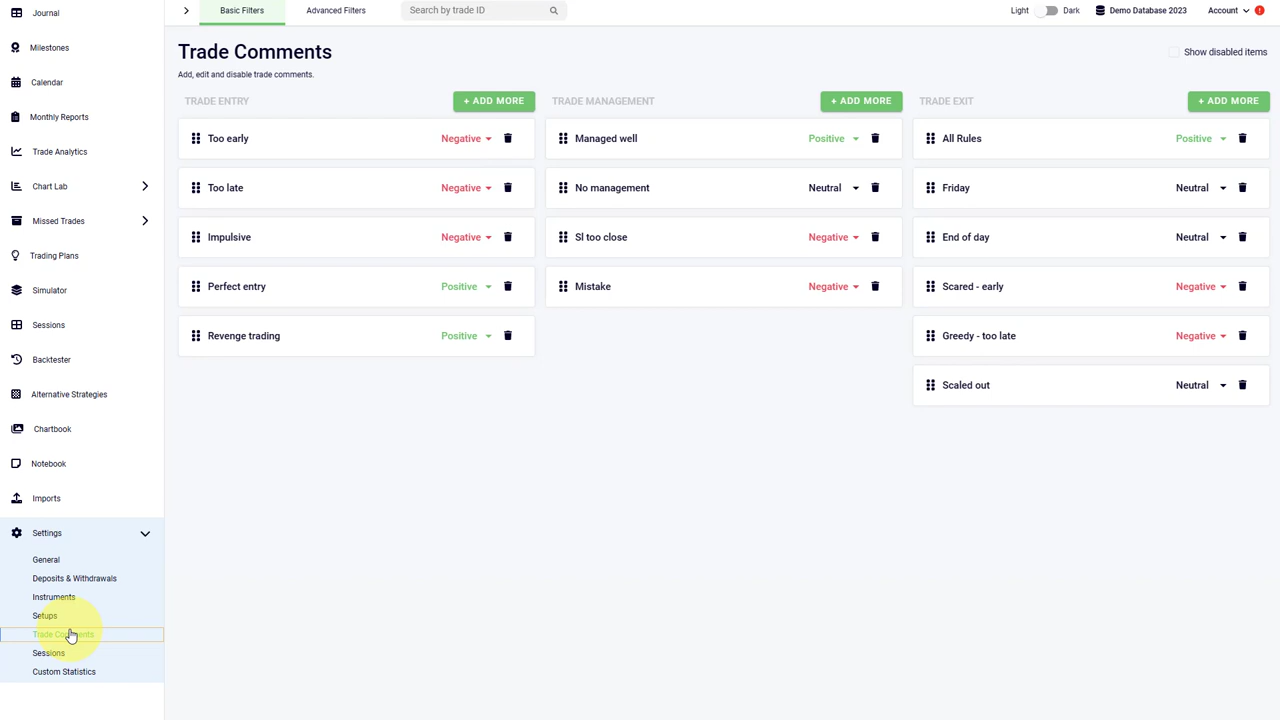 Journal
Milestones
Calendar
Monthly Reports
Trade Analytics
Chart Lab
Missed Trades
Trading Plans
Simulator
Sessions
Backtester
Alternative Strategies
Chartbook
Notebook
Imports
Settings
General
Deposits & Withdrawals
Instruments
Setups
Trade Comments
Sessions
Custom Statistics
Basic Filters
Advanced Filters
Search by trade ID
Light
Dark
Demo Database 2023
Account
Trade Comments
Add, edit and disable trade comments.
Show disabled items
TRADE ENTRY
+ ADD MORE
Too early Negative
Too late Negative
Impulsive Negative
Perfect entry Positive
Revenge trading Positive
TRADE MANAGEMENT
+ ADD MORE
Managed well Positive
No management Neutral
Sl too close Negative
Mistake Negative
TRADE EXIT
+ ADD MORE
All Rules Positive
Friday Neutral
End of day Neutral
Scared - early Negative
Greedy - too late Negative
Scaled out Neutral